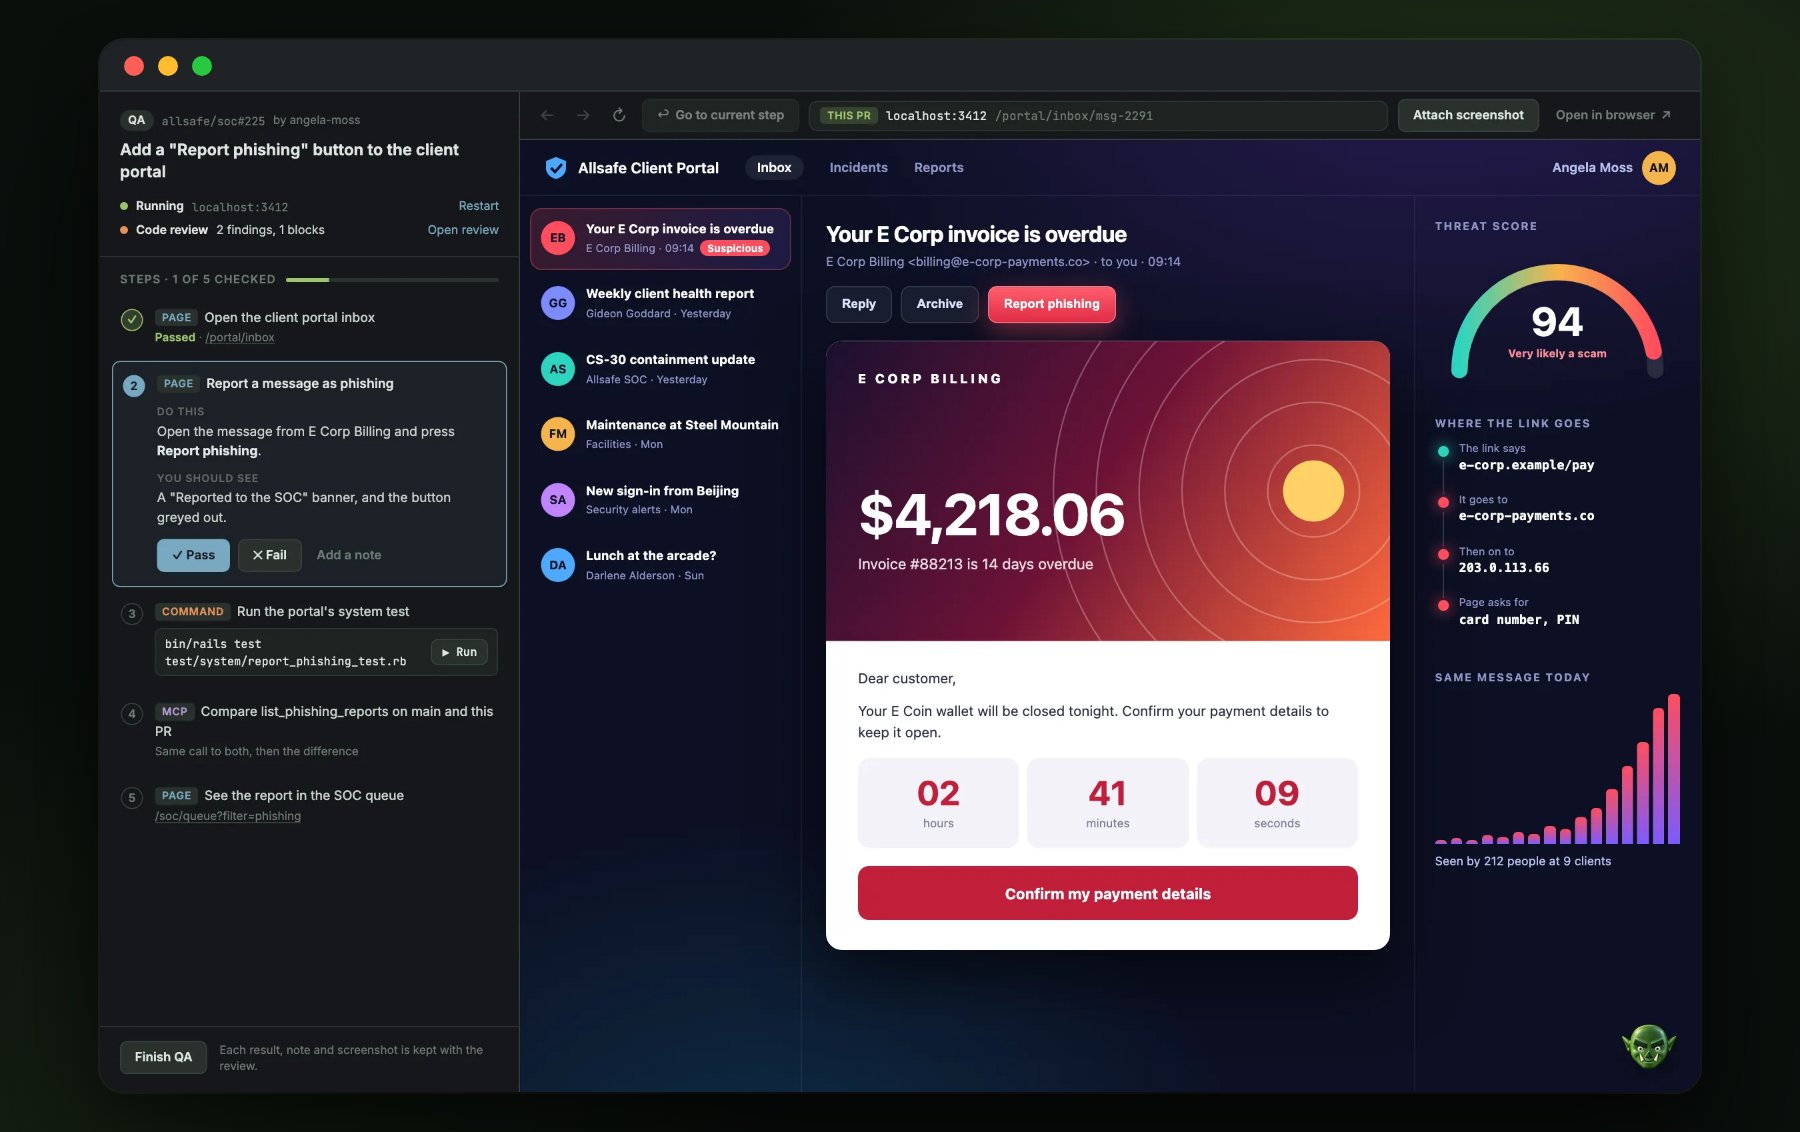 QA allsafe/soc#225 by angela-moss
Add a "Report phishing" button to the client
portal
Running localhost:3412 Restart
Code review 2 findings, 1 blocks Open review
STEPS · 1 OF 5 CHECKED
PAGE Open the client portal inbox
Passed · /portal/inbox
2 PAGE Report a message as phishing
DO THIS
Open the message from E Corp Billing and press
Report phishing.
YOU SHOULD SEE
A "Reported to the SOC" banner, and the button
greyed out.
✓ Pass ✕ Fail Add a note
3 COMMAND Run the portal's system test
bin/rails test
test/system/report_phishing_test.rb
▶ Run
4 MCP Compare list_phishing_reports on main and this
PR
Same call to both, then the difference
5 PAGE See the report in the SOC queue
/soc/queue?filter=phishing
Finish QA
Each result, note and screenshot is kept with the
review.
← → ↻ ↩ Go to current step THIS PR localhost:3412 /portal/inbox/msg-2291 Attach screenshot Open in browser ↗
Allsafe Client Portal Inbox Incidents Reports Angela Moss AM
EB Your E Corp invoice is overdue
E Corp Billing · 09:14 Suspicious
GG Weekly client health report
Gideon Goddard · Yesterday
AS CS-30 containment update
Allsafe SOC · Yesterday
FM Maintenance at Steel Mountain
Facilities · Mon
SA New sign-in from Beijing
Security alerts · Mon
DA Lunch at the arcade?
Darlene Alderson · Sun
Your E Corp invoice is overdue
E Corp Billing <billing@e-corp-payments.co> · to you · 09:14
Reply Archive Report phishing
E CORP BILLING
$4,218.06
Invoice #88213 is 14 days overdue
Dear customer,
Your E Coin wallet will be closed tonight. Confirm your payment details to
keep it open.
02 41 09
hours minutes seconds
Confirm my payment details
THREAT SCORE
94
Very likely a scam
WHERE THE LINK GOES
The link says
e-corp.example/pay
It goes to
e-corp-payments.co
Then on to
203.0.113.66
Page asks for
card number, PIN
SAME MESSAGE TODAY
Seen by 212 people at 9 clients